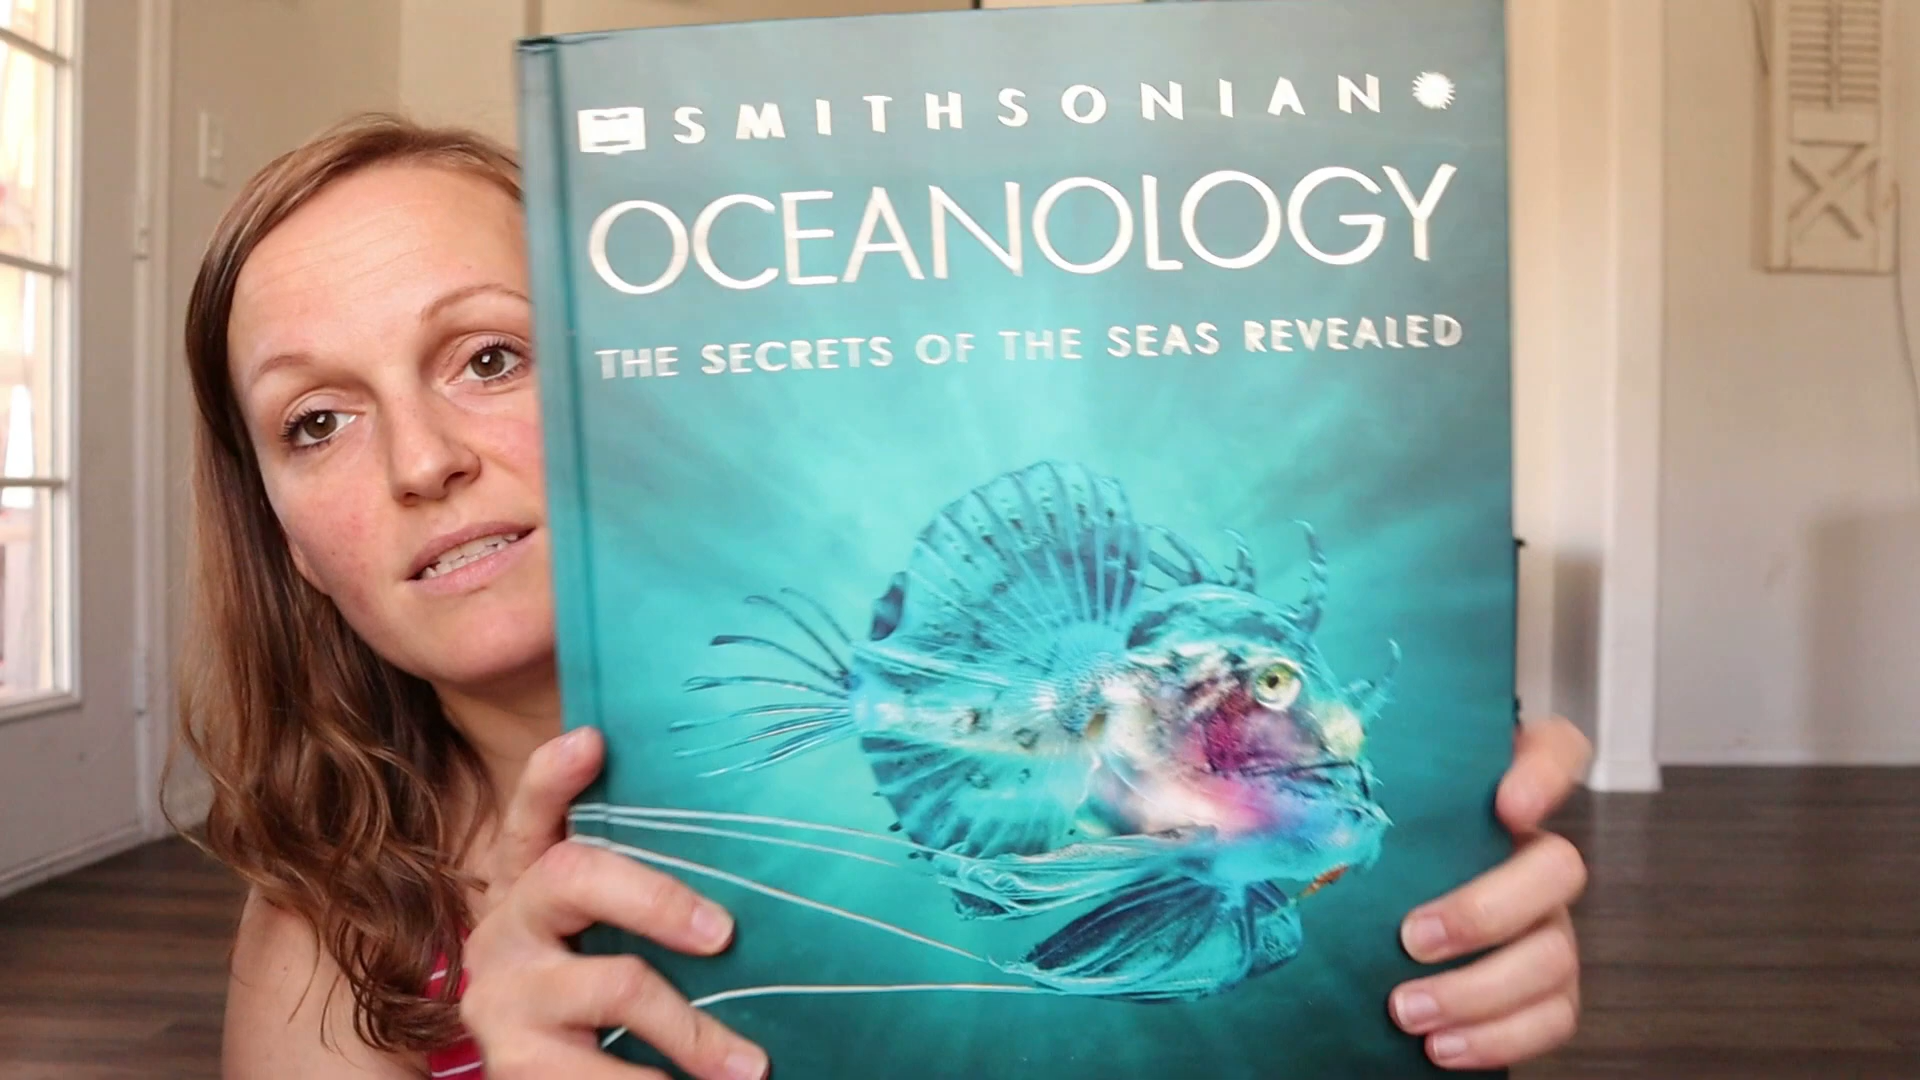 SMITHSONIAN
OCEANOLOGY
THE SECRETS OF THE SEAS REVEALED